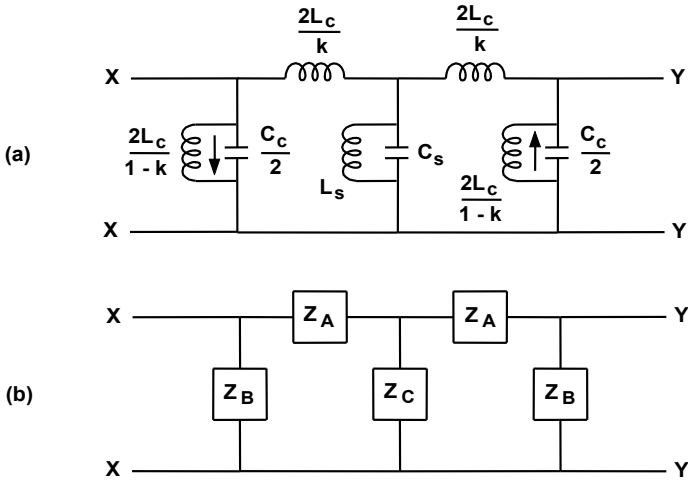 2Lc/k 2Lc/k
X Y
(a) 2Lc/1 - k Cc/2 Ls Cs 2Lc/1 - k Cc/2
X Y
X ZA ZA Y
(b) ZB ZC ZB
X Y